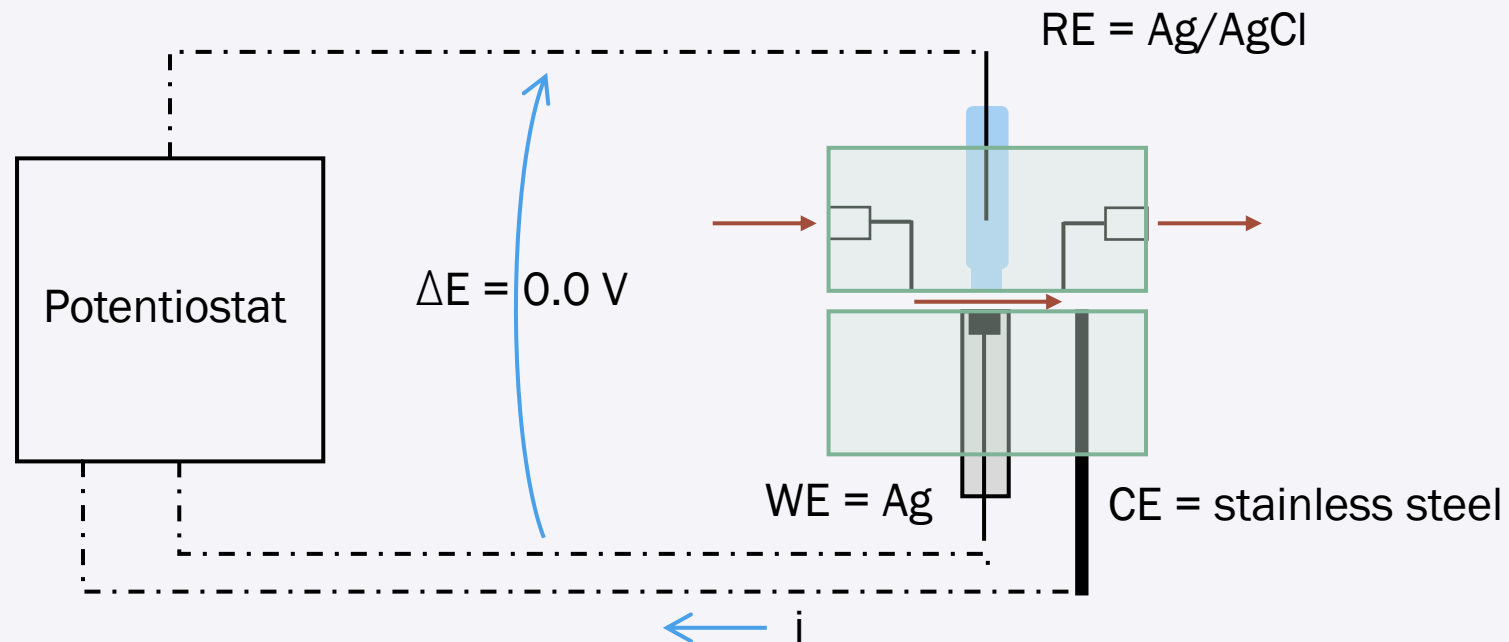 RE = Ag/AgCl
ΔE = 0.0 V
Potentiostat
WE = Ag
CE = stainless steel
i